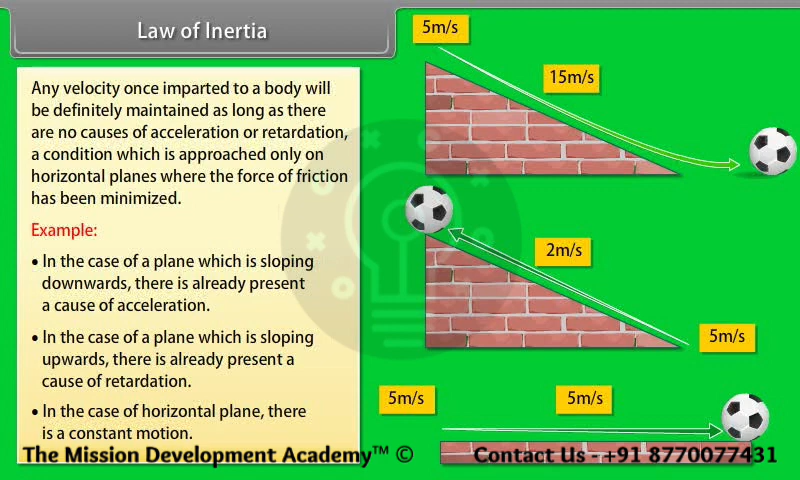 Law of Inertia
Any velocity once imparted to a body will
be definitely maintained as long as there
are no causes of acceleration or retardation,
a condition which is approached only on
horizontal planes where the force of friction
has been minimized.
Example:
• In the case of a plane which is sloping
downwards, there is already present
a cause of acceleration.
• In the case of a plane which is sloping
upwards, there is already present a
cause of retardation.
• In the case of horizontal plane, there
is a constant motion.
5m/s
15m/s
2m/s
5m/s
5m/s
5m/s
The Mission Development Academy™ ©
Contact Us - +91 8770077431